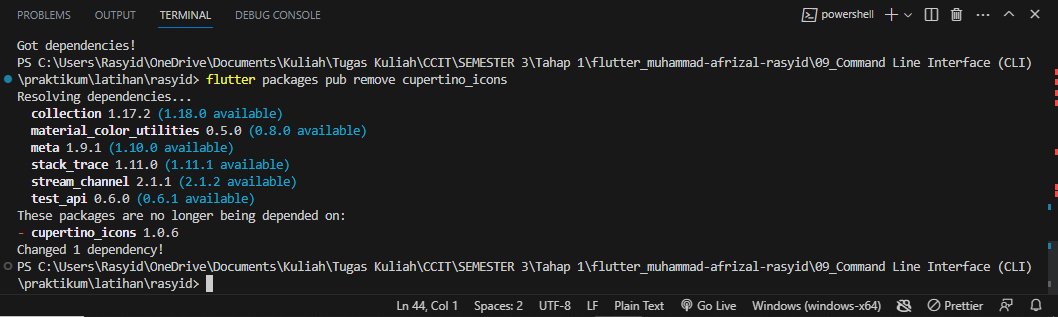 PROBLEMS OUTPUT TERMINAL DEBUG CONSOLE powershell
Got dependencies!
PS C:\Users\Rasyid\OneDrive\Documents\Kuliah\Tugas Kuliah\CCIT\SEMESTER 3\Tahap 1\flutter_muhammad-afrizal-rasyid\09_Command Line Interface (CLI)
\praktikum\latihan\rasyid> flutter packages pub remove cupertino_icons
Resolving dependencies...
collection 1.17.2 (1.18.0 available)
material_color_utilities 0.5.0 (0.8.0 available)
meta 1.9.1 (1.10.0 available)
stack_trace 1.11.0 (1.11.1 available)
stream_channel 2.1.1 (2.1.2 available)
test_api 0.6.0 (0.6.1 available)
These packages are no longer being depended on:
- cupertino_icons 1.0.6
Changed 1 dependency!
PS C:\Users\Rasyid\OneDrive\Documents\Kuliah\Tugas Kuliah\CCIT\SEMESTER 3\Tahap 1\flutter_muhammad-afrizal-rasyid\09_Command Line Interface (CLI)
\praktikum\latihan\rasyid>
Ln 44, Col 1 Spaces: 2 UTF-8 LF Plain Text Go Live Windows (windows-x64) Prettier